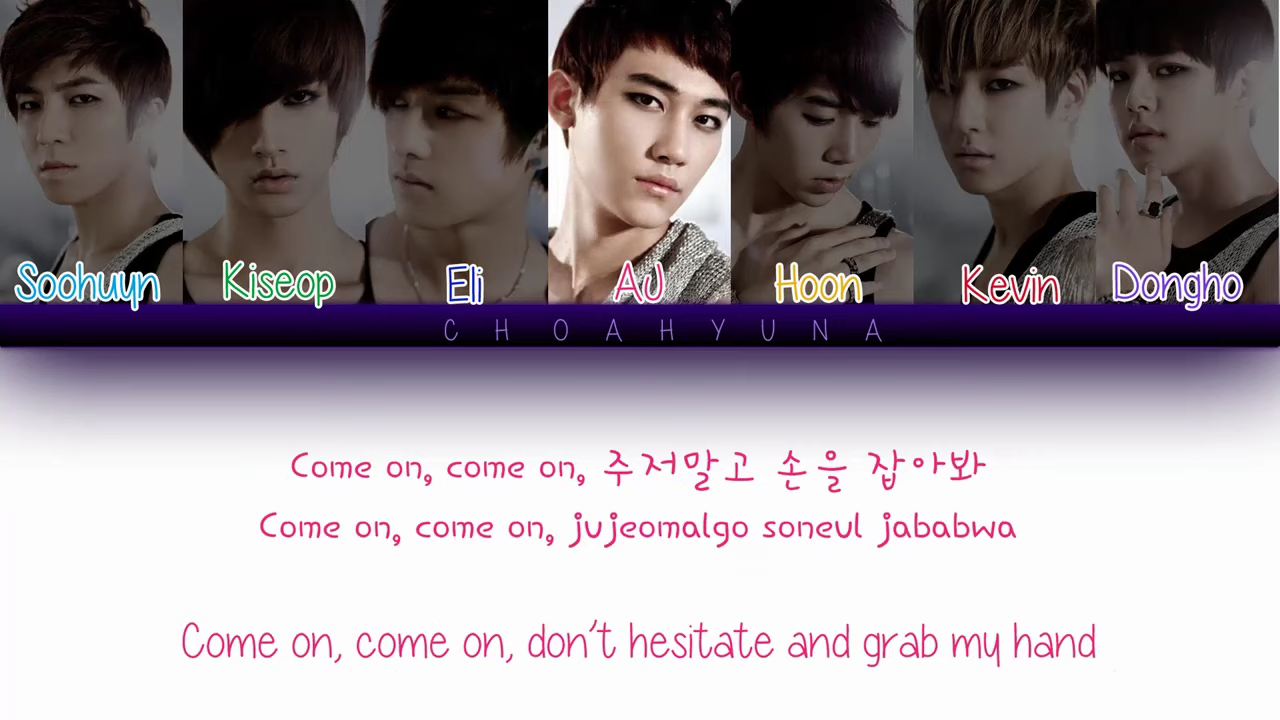 Soohuyn Kiseop Eli AJ Hoon Kevin Dongho
CHOAHYUNA
Come on, come on, 주저말고 손을 잡아봐
Come on, come on, jujeomalgo soneul jababwa
Come on, come on, don't hesitate and grab my hand